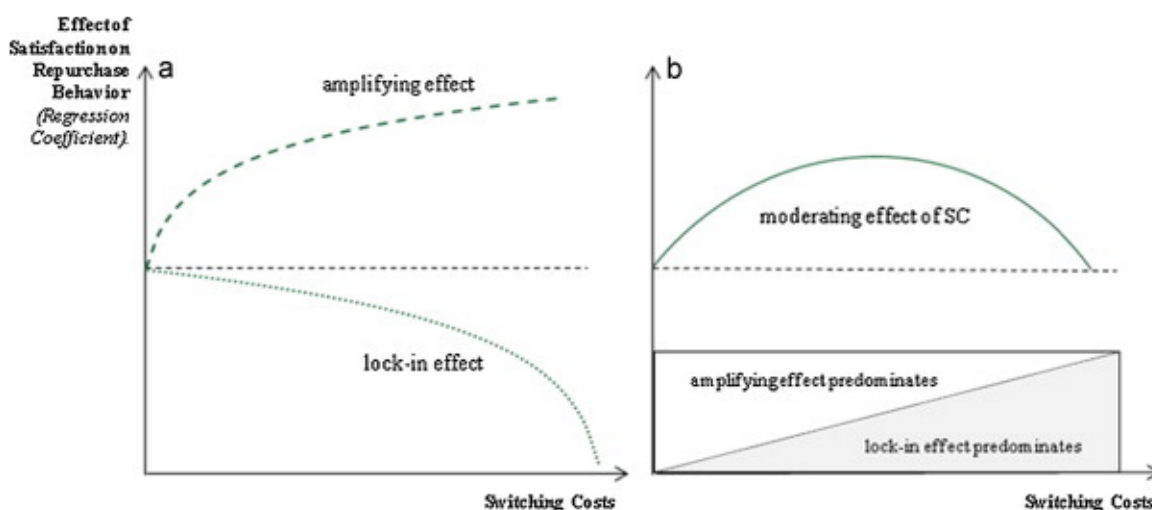 Effect of
Satisfaction on
Repurchase
Behavior
(Regression
Coefficient).
a
amplifying effect
lock-in effect
Switching Costs
b
moderating effect of SC
amplifying effect predominates
lock-in effect predominates
Switching Costs